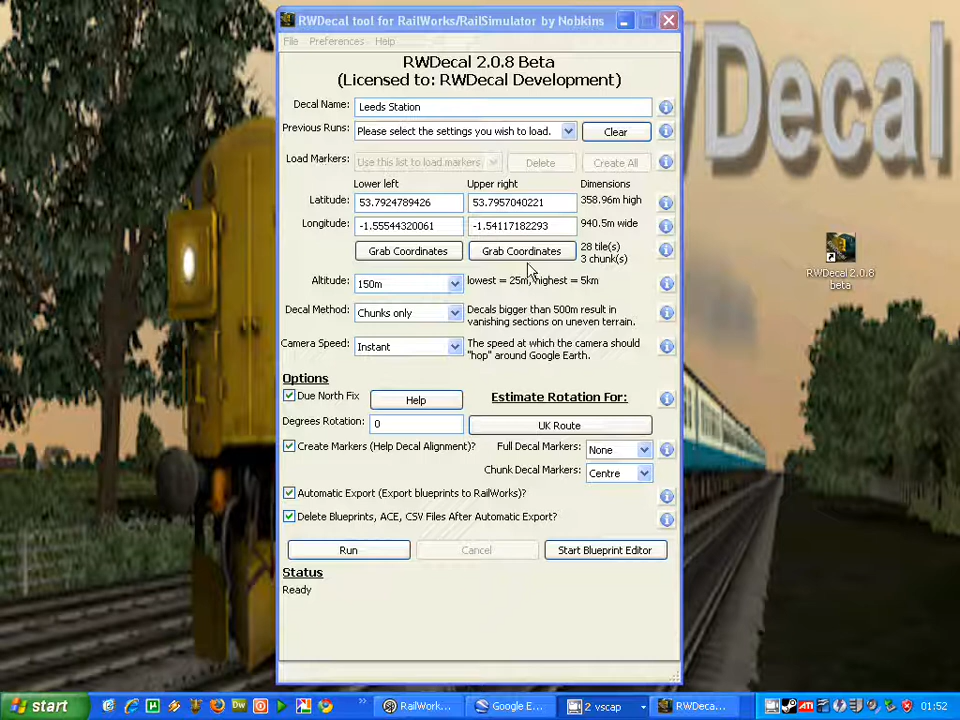 RWDecal tool for RailWorks/RailSimulator by Nobkins
File Preferences Help
RWDecal 2.0.8 Beta
(Licensed to: RWDecal Development)
Decal Name: Leeds Station
Previous Runs: Please select the settings you wish to load. Clear
Load Markers: Use this list to load markers Delete Create All
Lower left Upper right Dimensions
Latitude: 53.7924789426 53.7957040221 358.96m high
Longitude: -1.55544320061 -1.54117182293 940.5m wide
Grab Coordinates Grab Coordinates 28 tile(s)
3 chunk(s)
Altitude: 150m lowest = 25m, highest = 5km
Decal Method: Chunks only Decals bigger than 500m result in
vanishing sections on uneven terrain.
Camera Speed: Instant The speed at which the camera should
"hop" around Google Earth.
Options
Due North Fix Help Estimate Rotation For:
Degrees Rotation: 0 UK Route
Create Markers (Help Decal Alignment)? Full Decal Markers: None
Chunk Decal Markers: Centre
Automatic Export (Export blueprints to RailWorks)?
Delete Blueprints, ACE, CSV Files After Automatic Export?
Run Cancel Start Blueprint Editor
Status
Ready
WDecal
RWDecal 2.0.8
beta
start RailWork... Google E... 2 vscap RWDeca... 01:52